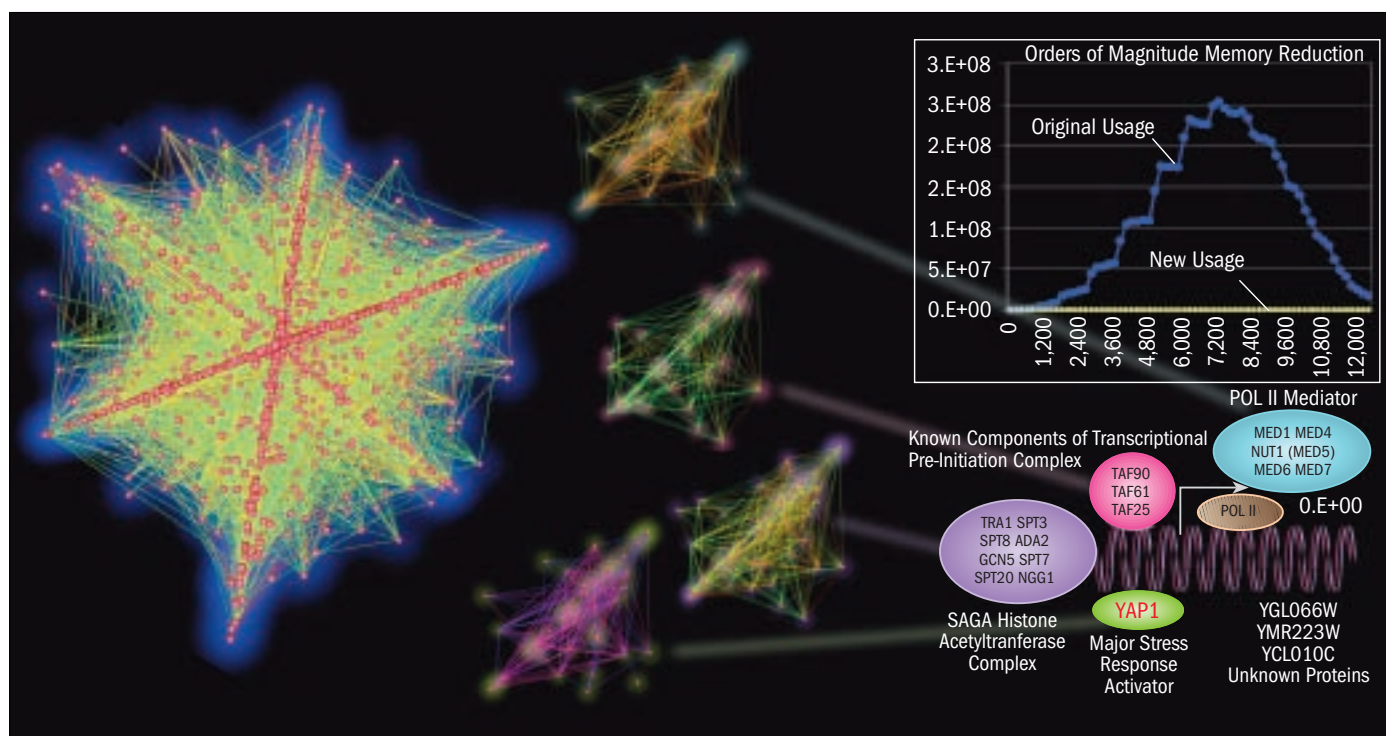 Orders of Magnitude Memory Reduction
3.E+08
3.E+08
2.E+08
2.E+08
1.E+08
5.E+07
0.E+00
Original Usage
New Usage
0
1,200
2,400
3,600
4,800
6,000
7,200
8,400
9,600
10,800
12,000
POL II Mediator
MED1 MED4
NUT1 (MED5)
MED6 MED7
Known Components of Transcriptional
Pre-Initiation Complex
TAF90
TAF61
TAF25
POL II
0.E+00
TRA1 SPT3
SPT8 ADA2
GCN5 SPT7
SPT20 NGG1
SAGA Histone
Acetyltranferase
Complex
YAP1
Major Stress
Response
Activator
YGL066W
YMR223W
YCL010C
Unknown Proteins